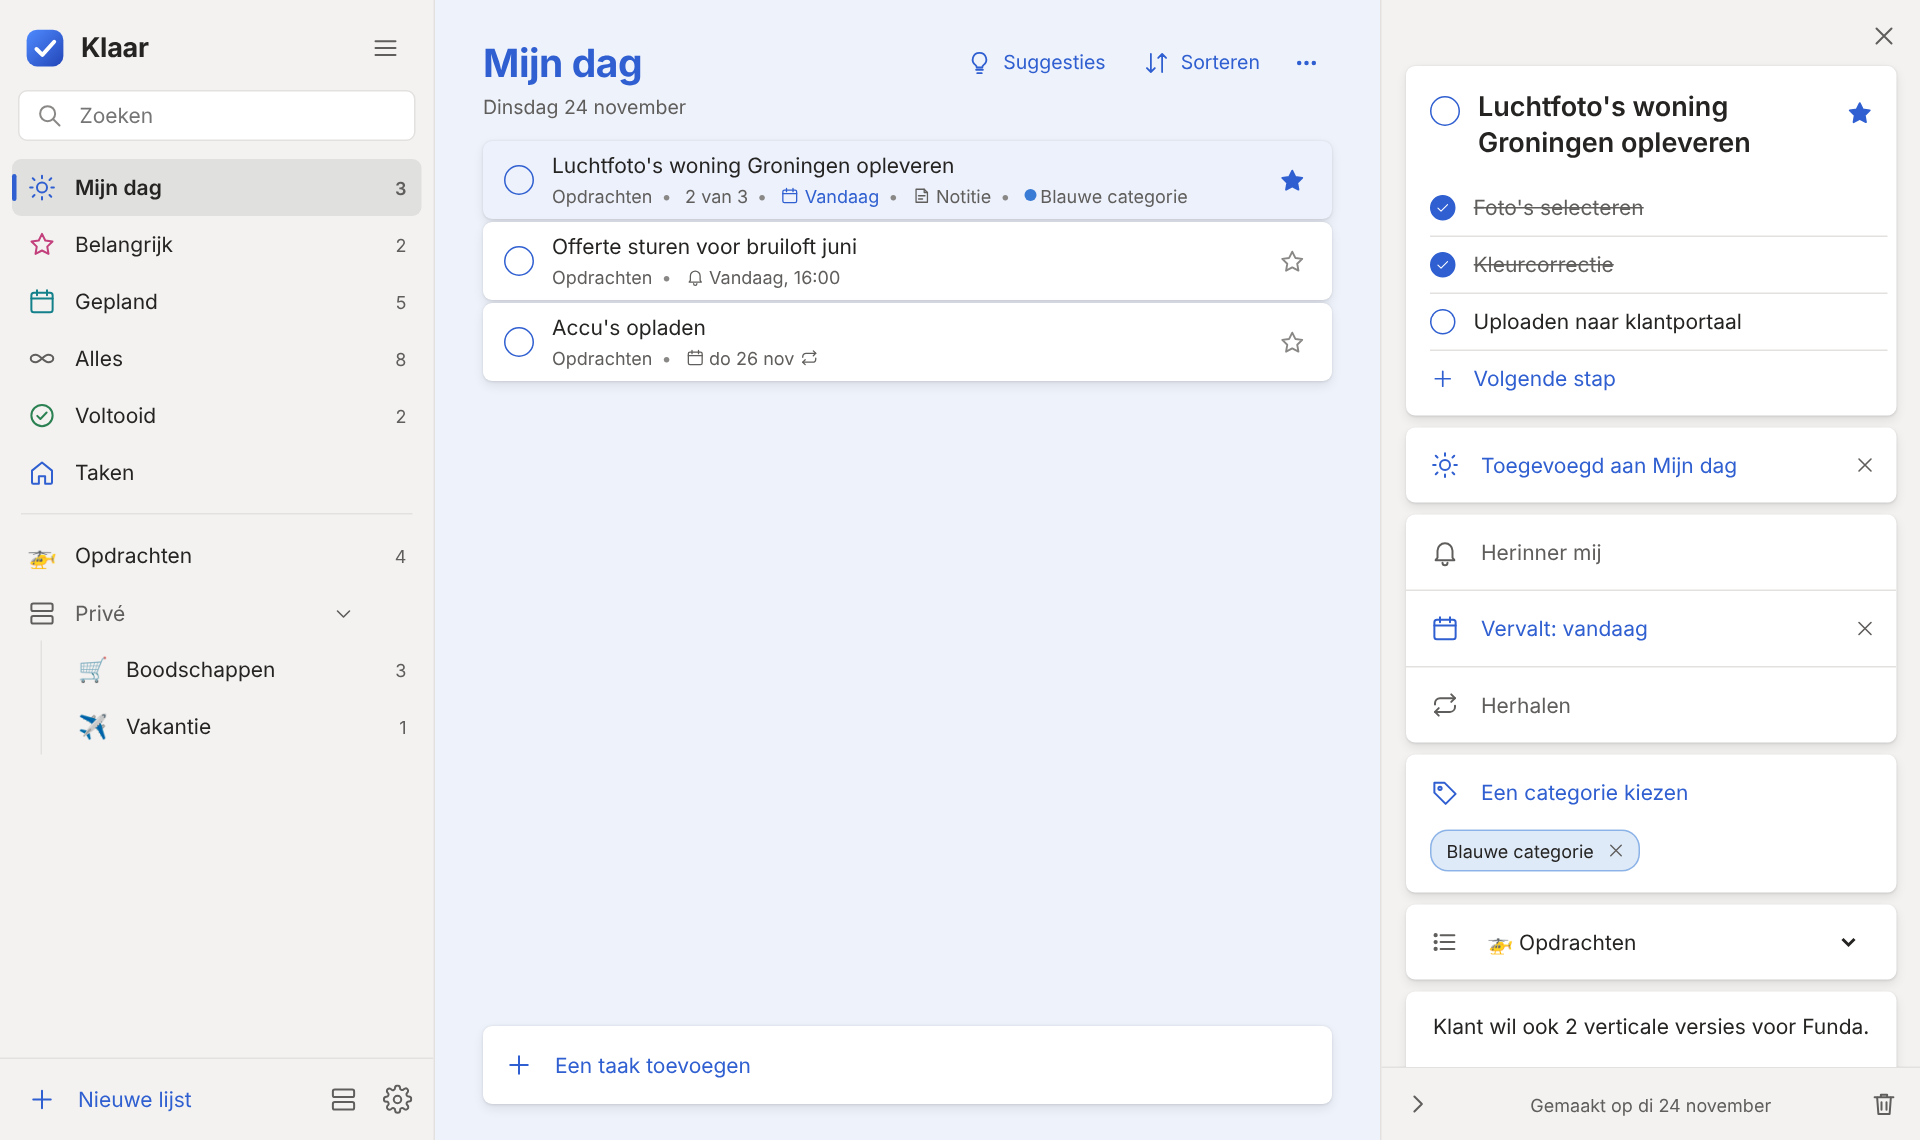 Klaar
Zoeken
Mijn dag 3
Belangrijk 2
Gepland 5
Alles 8
Voltooid 2
Taken
Opdrachten 4
Privé
Boodschappen 3
Vakantie 1
Nieuwe lijst
Mijn dag
Suggesties Sorteren
Dinsdag 24 november
Luchtfoto's woning Groningen opleveren
Opdrachten • 2 van 3 • Vandaag • Notitie • Blauwe categorie
Offerte sturen voor bruiloft juni
Opdrachten • Vandaag, 16:00
Accu's opladen
Opdrachten • do 26 nov
Een taak toevoegen
Luchtfoto's woning
Groningen opleveren
Foto's selecteren
Kleurcorrectie
Uploaden naar klantportaal
Volgende stap
Toegevoegd aan Mijn dag
Herinner mij
Vervalt: vandaag
Herhalen
Een categorie kiezen
Blauwe categorie
Opdrachten
Klant wil ook 2 verticale versies voor Funda.
Gemaakt op di 24 november